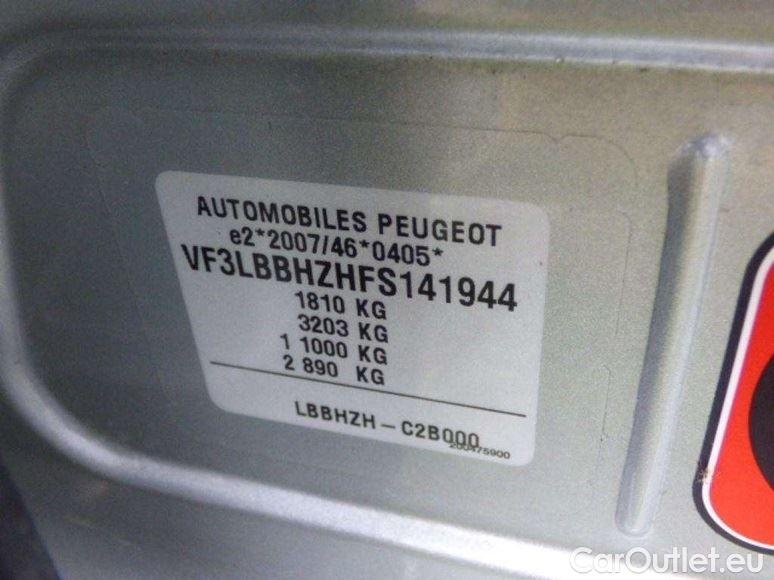 AUTOMOBILES PEUGEOT
e2*2007/46*0405*
VF3LBBHZHFS141944
1810 KG
3203 KG
1 1000 KG
2 890 KG
LBBHZH - C2B000
200475900
CarOutlet.eu